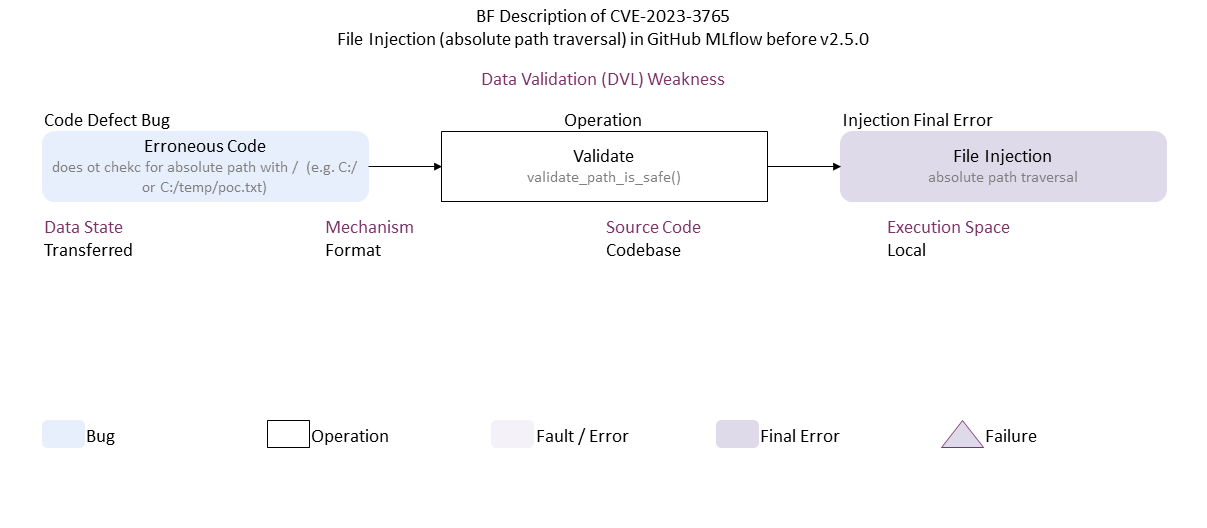 BF Description of CVE-2023-3765
File Injection (absolute path traversal) in GitHub MLflow before v2.5.0
Data Validation (DVL) Weakness
Code Defect Bug
Operation
Injection Final Error
Erroneous Code
does ot chekc for absolute path with / (e.g. C:/
or C:/temp/poc.txt)
Validate
validate_path_is_safe()
File Injection
absolute path traversal
Data State
Mechanism
Source Code
Execution Space
Transferred
Format
Codebase
Local
Bug
Operation
Fault / Error
Final Error
Failure